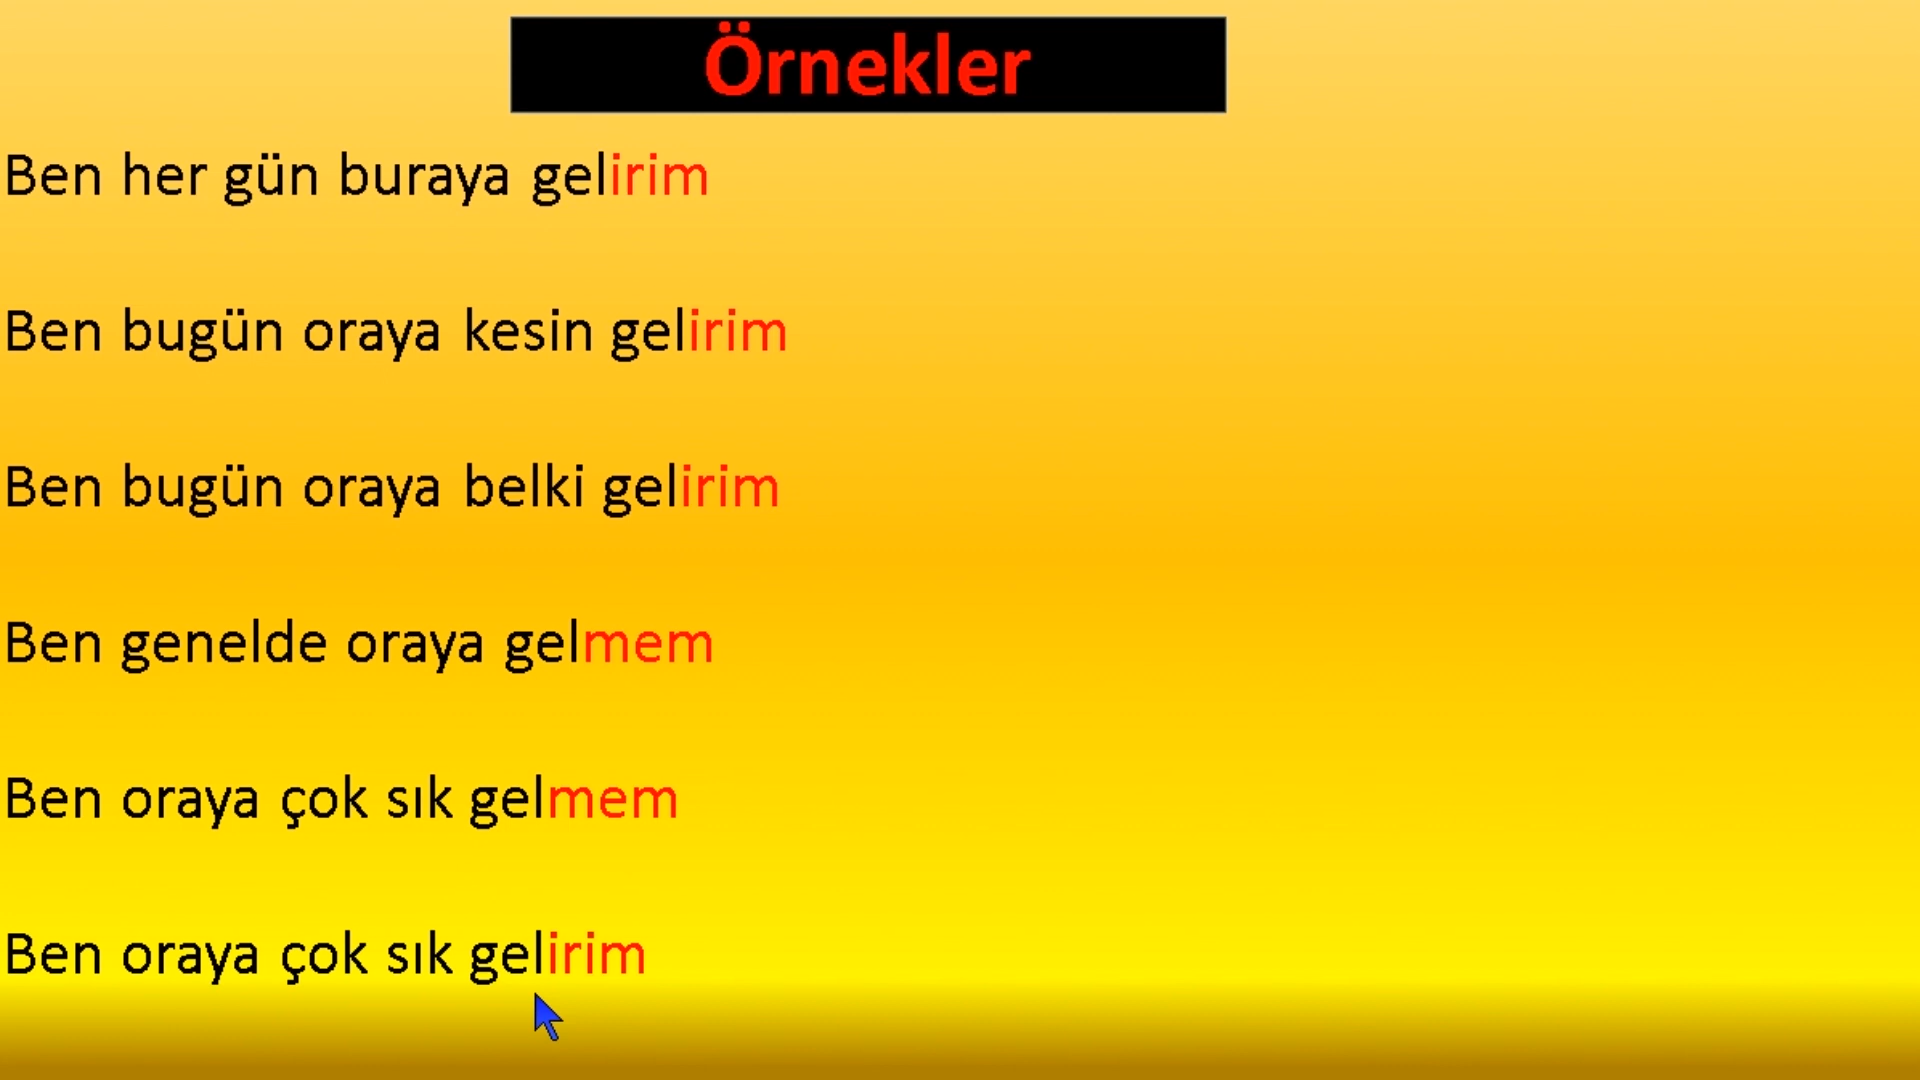 Örnekler
Ben her gün buraya gelirim
Ben bugün oraya kesin gelirim
Ben bugün oraya belki gelirim
Ben genelde oraya gelmem
Ben oraya çok sık gelmem
Ben oraya çok sık gelirim